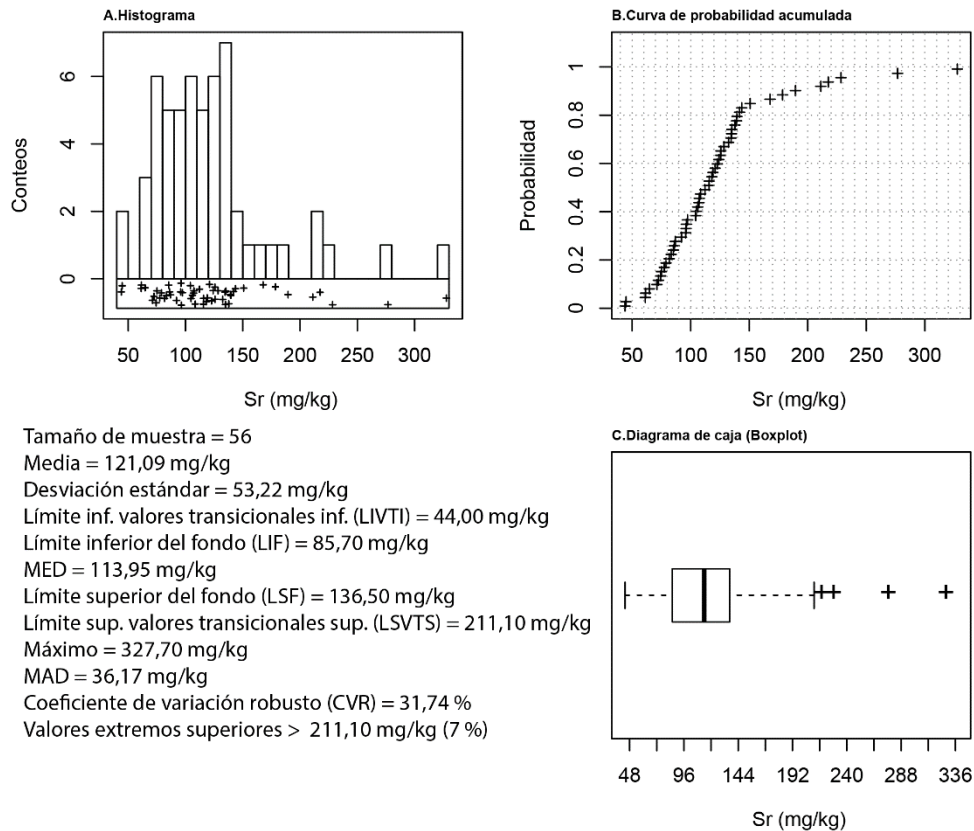 A.Histograma
Conteos
0
2
4
6
50 100 150 200 250 300
Sr (mg/kg)
B.Curva de probabilidad acumulada
Probabilidad
0
0.2
0.4
0.6
0.8
1
50 100 150 200 250 300
Sr (mg/kg)
Tamaño de muestra = 56
Media = 121,09 mg/kg
Desviación estándar = 53,22 mg/kg
Límite inf. valores transicionales inf. (LIVTI) = 44,00 mg/kg
Límite inferior del fondo (LIF) = 85,70 mg/kg
MED = 113,95 mg/kg
Límite superior del fondo (LSF) = 136,50 mg/kg
Límite sup. valores transicionales sup. (LSVTS) = 211,10 mg/kg
Máximo = 327,70 mg/kg
MAD = 36,17 mg/kg
Coeficiente de variación robusto (CVR) = 31,74 %
Valores extremos superiores > 211,10 mg/kg (7 %)
C.Diagrama de caja (Boxplot)
48 96 144 192 240 288 336
Sr (mg/kg)